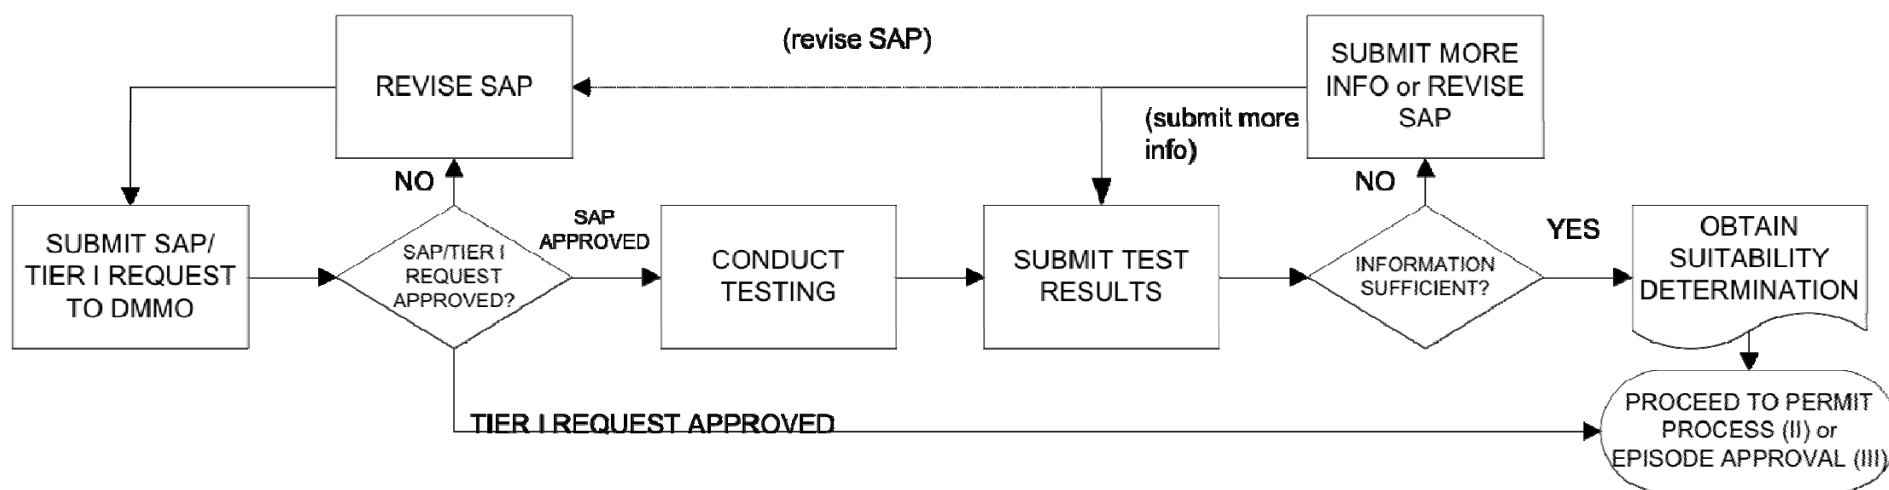 (revise SAP)
REVISE SAP
SUBMIT MORE
INFO or REVISE
SAP
(submit more
info)
NO
NO
SUBMIT SAP/
TIER I REQUEST
TO DMMO
SAP/TIER I
REQUEST
APPROVED?
SAP
APPROVED
CONDUCT
TESTING
SUBMIT TEST
RESULTS
INFORMATION
SUFFICIENT?
YES
OBTAIN
SUITABILITY
DETERMINATION
TIER I REQUEST APPROVED
PROCEED TO PERMIT
PROCESS (II) or
EPISODE APPROVAL (III)